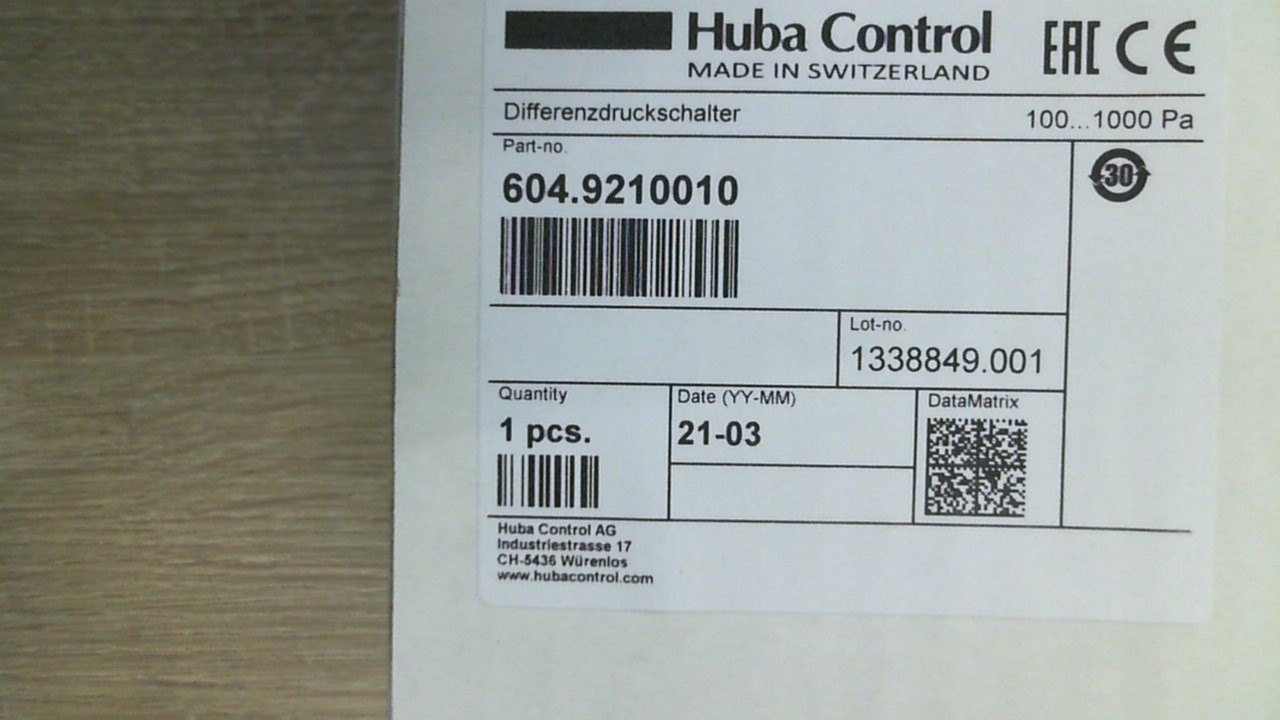 Huba Control
MADE IN SWITZERLAND
EAC CE
Differenzdruckschalter 100...1000 Pa
Part-no.
604.9210010
30
Lot-no.
1338849.001
Quantity
1 pcs.
Date (YY-MM)
21-03
DataMatrix
Huba Control AG
Industriestrasse 17
CH-5436 Würenlos
www.hubacontrol.com